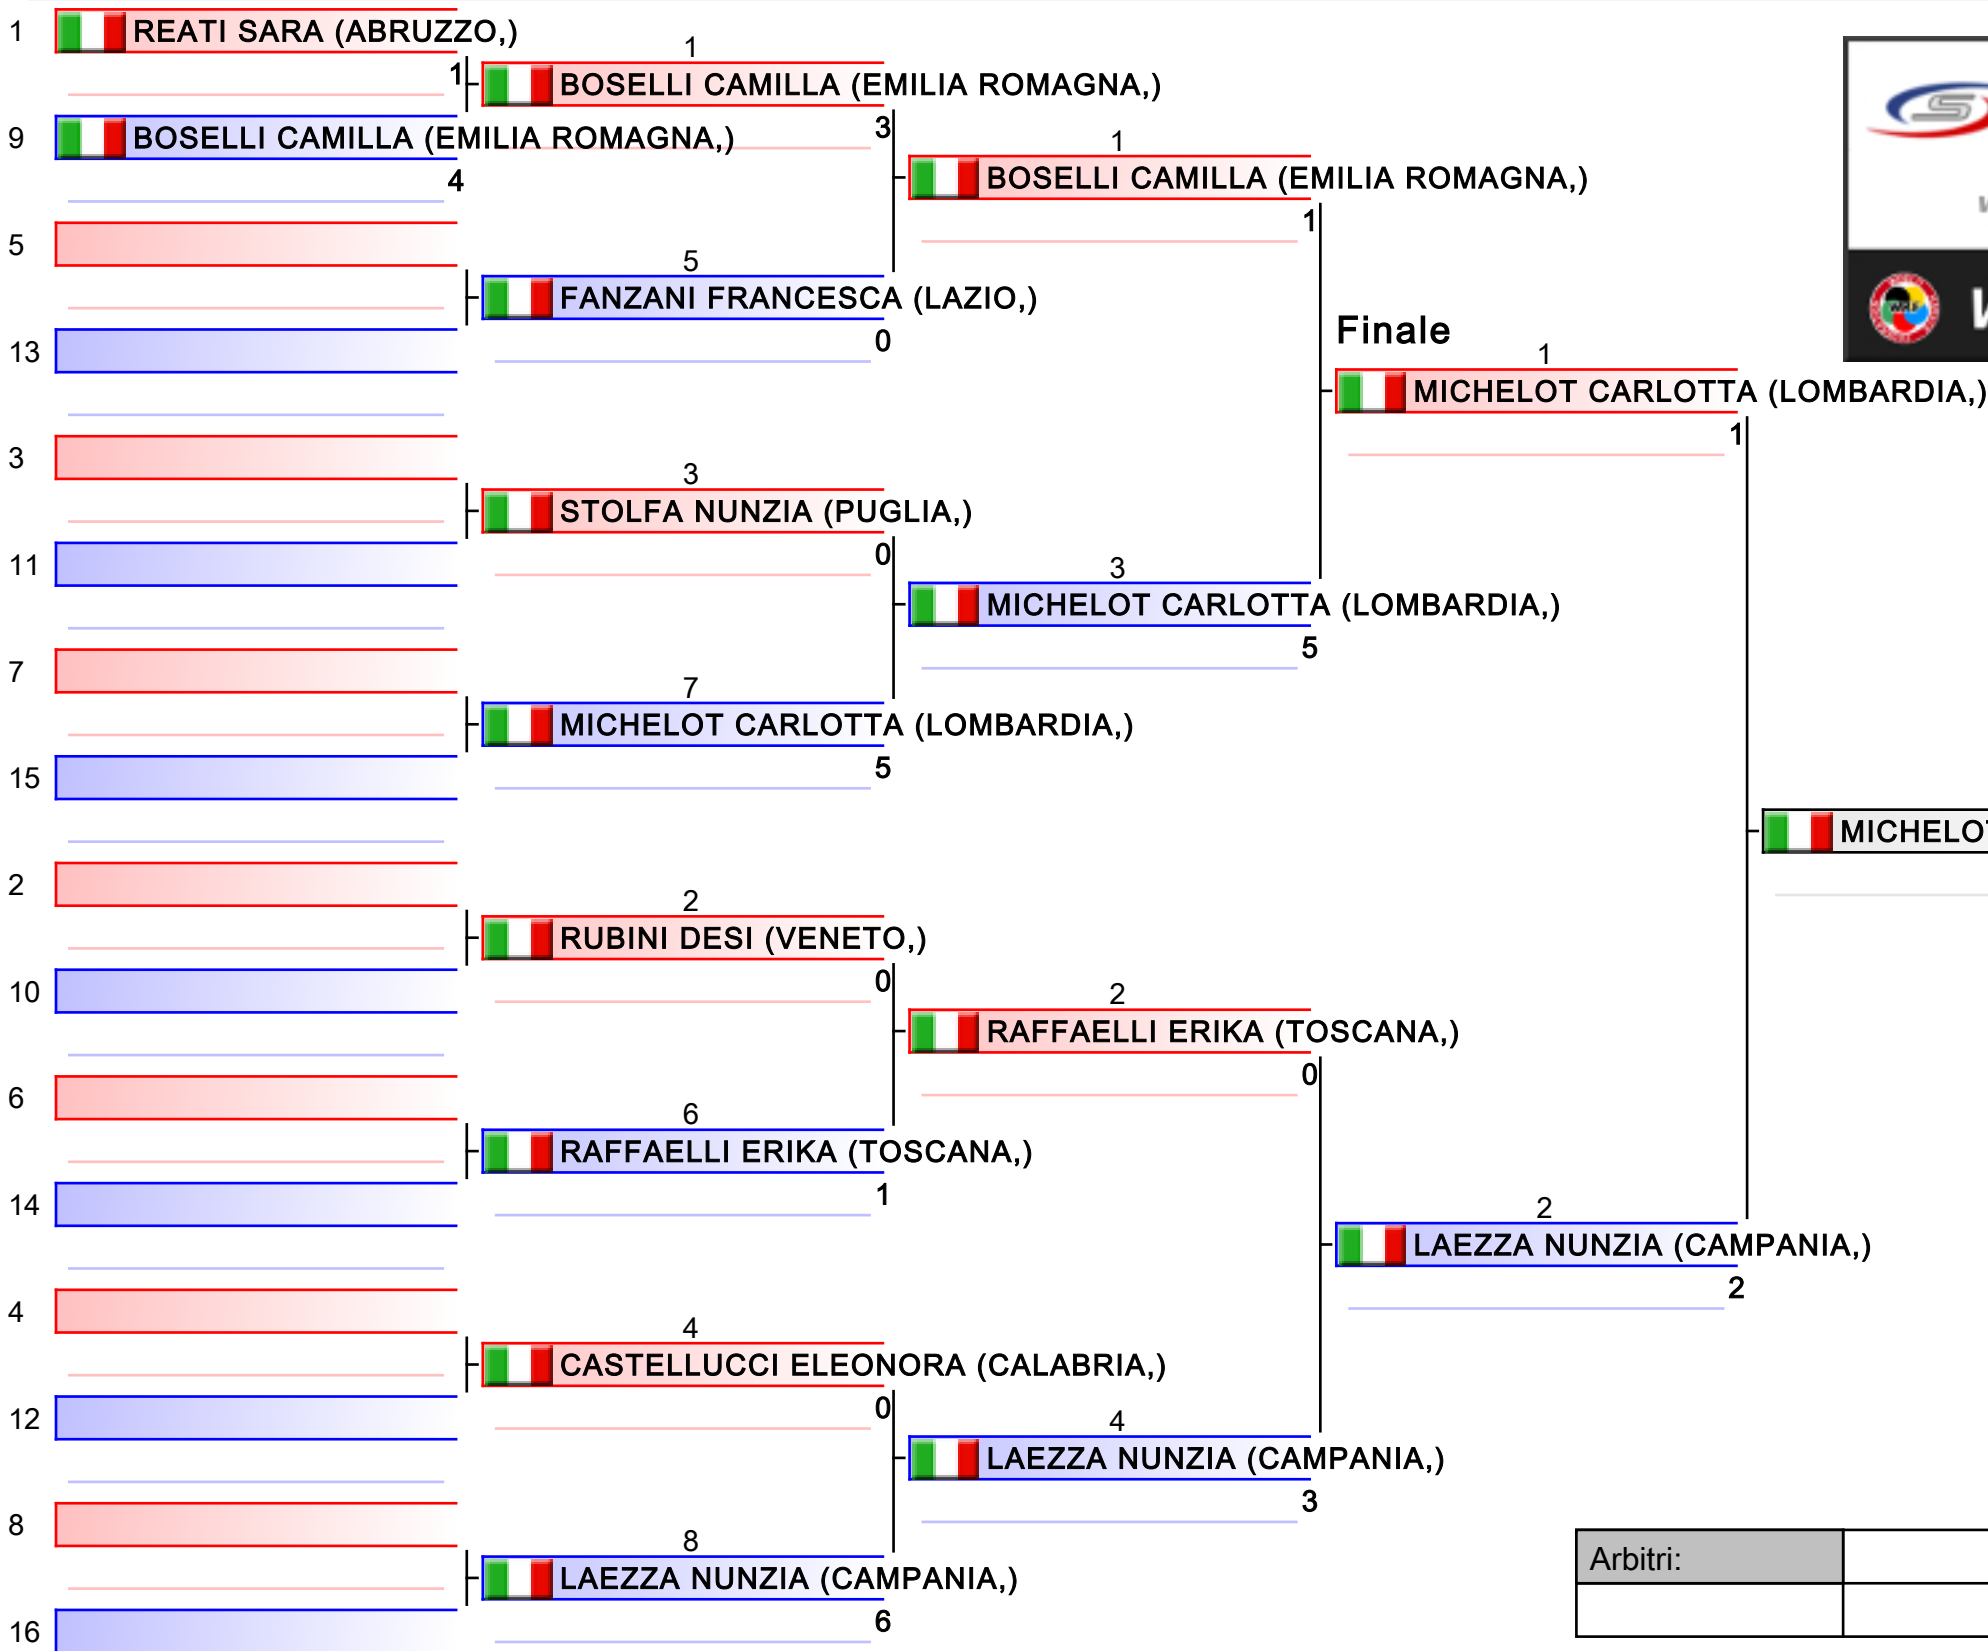 1 REATI SARA (ABRUZZO,)
1
9 BOSELLI CAMILLA (EMILIA ROMAGNA,)
4
5
13
3
11
7
15
2
10
6
14
4
12
8
16
1
BOSELLI CAMILLA (EMILIA ROMAGNA,)
3
5
FANZANI FRANCESCA (LAZIO,)
0
3
STOLFA NUNZIA (PUGLIA,)
0
7
MICHELOT CARLOTTA (LOMBARDIA,)
5
2
RUBINI DESI (VENETO,)
0
6
RAFFAELLI ERIKA (TOSCANA,)
1
4
CASTELLUCCI ELEONORA (CALABRIA,)
0
8
LAEZZA NUNZIA (CAMPANIA,)
6
1
BOSELLI CAMILLA (EMILIA ROMAGNA,)
1
3
MICHELOT CARLOTTA (LOMBARDIA,)
5
2
RAFFAELLI ERIKA (TOSCANA,)
0
4
LAEZZA NUNZIA (CAMPANIA,)
3
Finale
1
MICHELOT CARLOTTA (LOMBARDIA,)
1
2
LAEZZA NUNZIA (CAMPANIA,)
2
MICHELO
S
WKF
Arbitri: